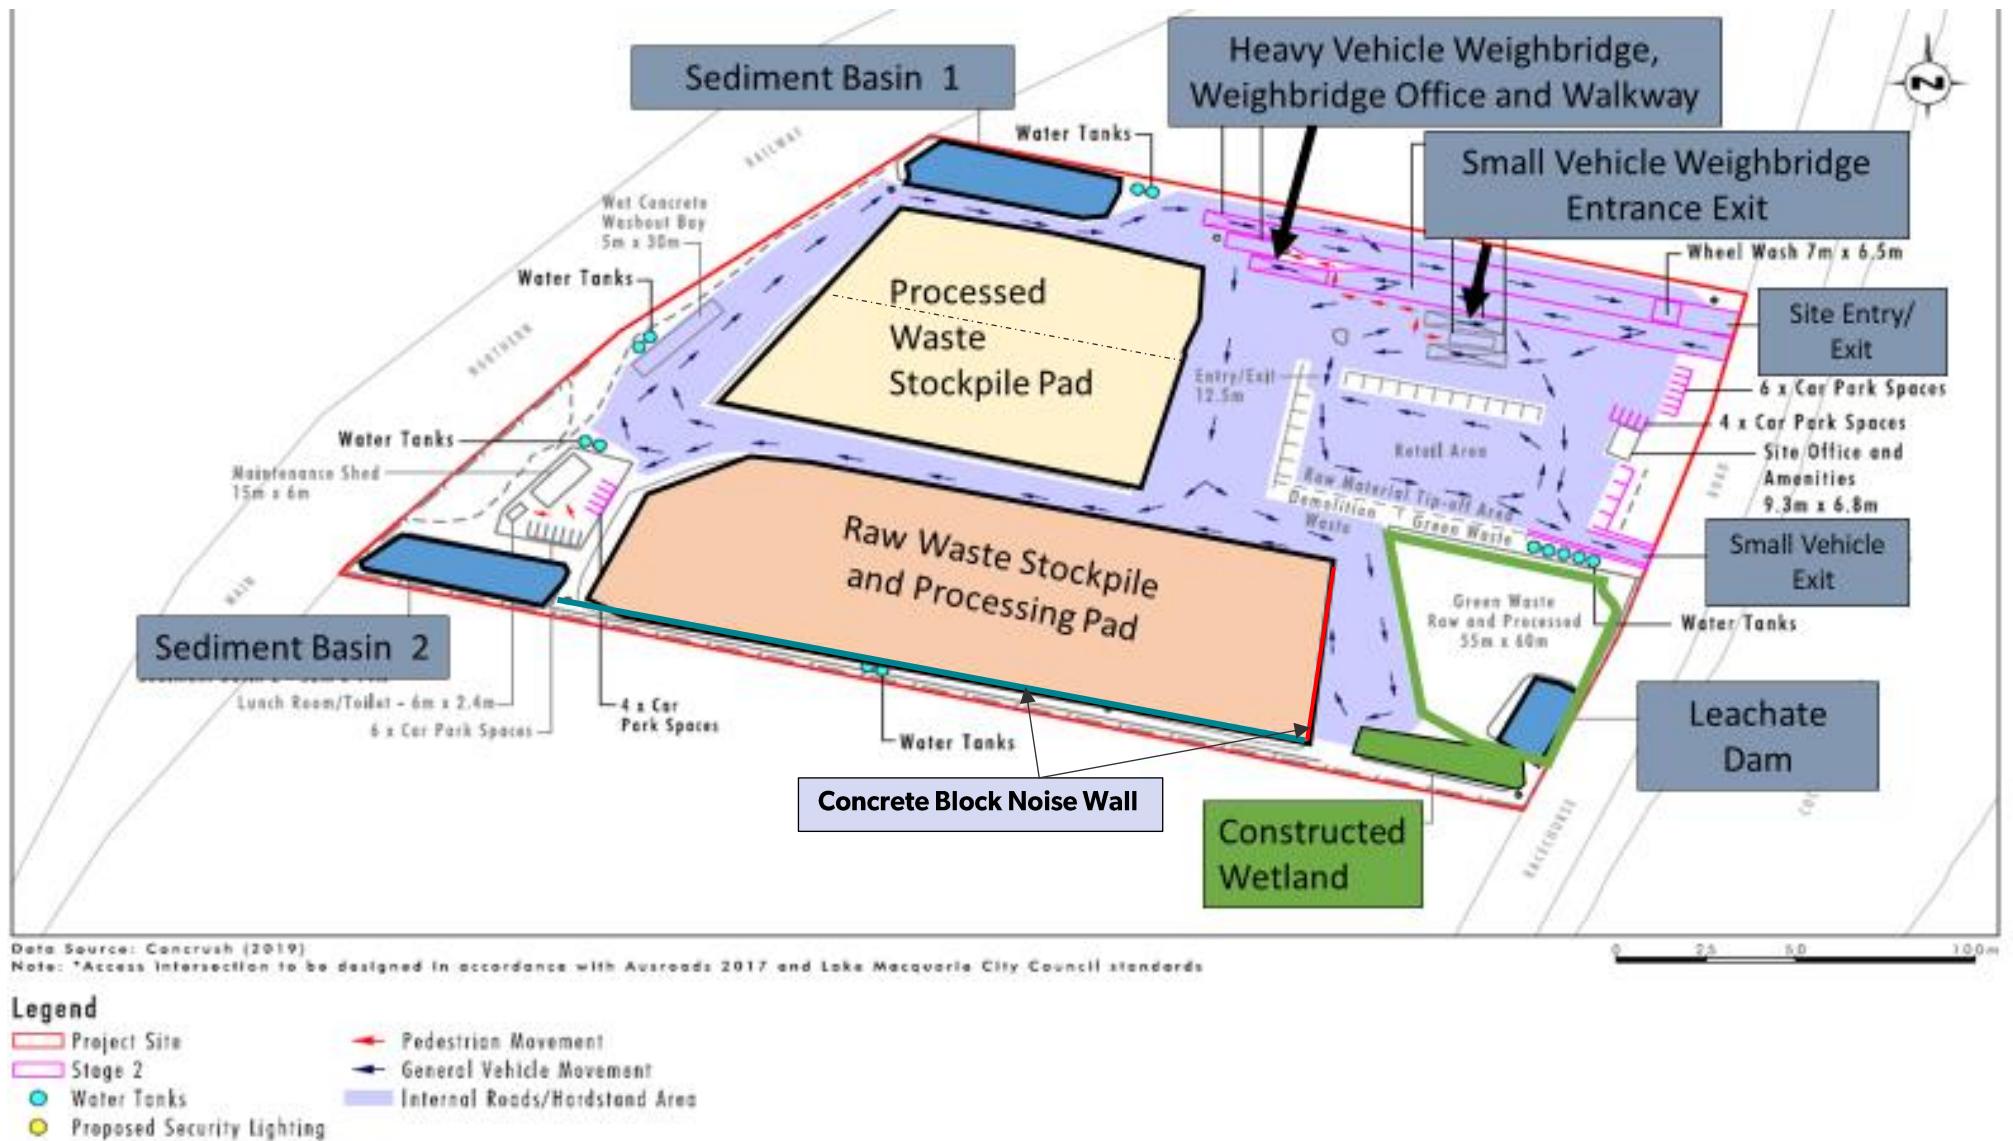 Sediment Basin 1
Heavy Vehicle Weighbridge,
Weighbridge Office and Walkway
Water Tanks
RAILWAY
Small Vehicle Weighbridge
Entrance Exit
N
Wet Concrete
Washout Bay
5m x 30m
Wheel Wash 7m x 6.5m
Water Tanks
Processed
Waste
Stockpile Pad
Site Entry/
Exit
NORTHERN
Entry/Exit
12.5m
6 x Car Park Spaces
4 x Car Park Spaces
Water Tanks
Retail Area
Site Office and
Amenities
9.3m x 6.8m
Maintenance Shed
15m x 6m
ROAD
Raw Material Tip-off Area
Demolition
Waste
Green Waste
Raw Waste Stockpile
and Processing Pad
Small Vehicle
Exit
MAIN
Green Waste
Raw and Processed
55m x 60m
Water Tanks
Sediment Basin 2
Lunch Room/Toilet - 6m x 2.4m
6 x Car Park Spaces
4 x Car
Park Spaces
Water Tanks
Leachate
Dam
Concrete Block Noise Wall
Constructed
Wetland
RACECOURSE
Data Source: Concrush (2019)
Note: *Access intersection to be designed in accordance with Ausroads 2017 and Lake Macquarie City Council standards
0 25 50 100m
Legend
Project Site
Stage 2
Water Tanks
Proposed Security Lighting
Pedestrian Movement
General Vehicle Movement
Internal Roads/Hardstand Area